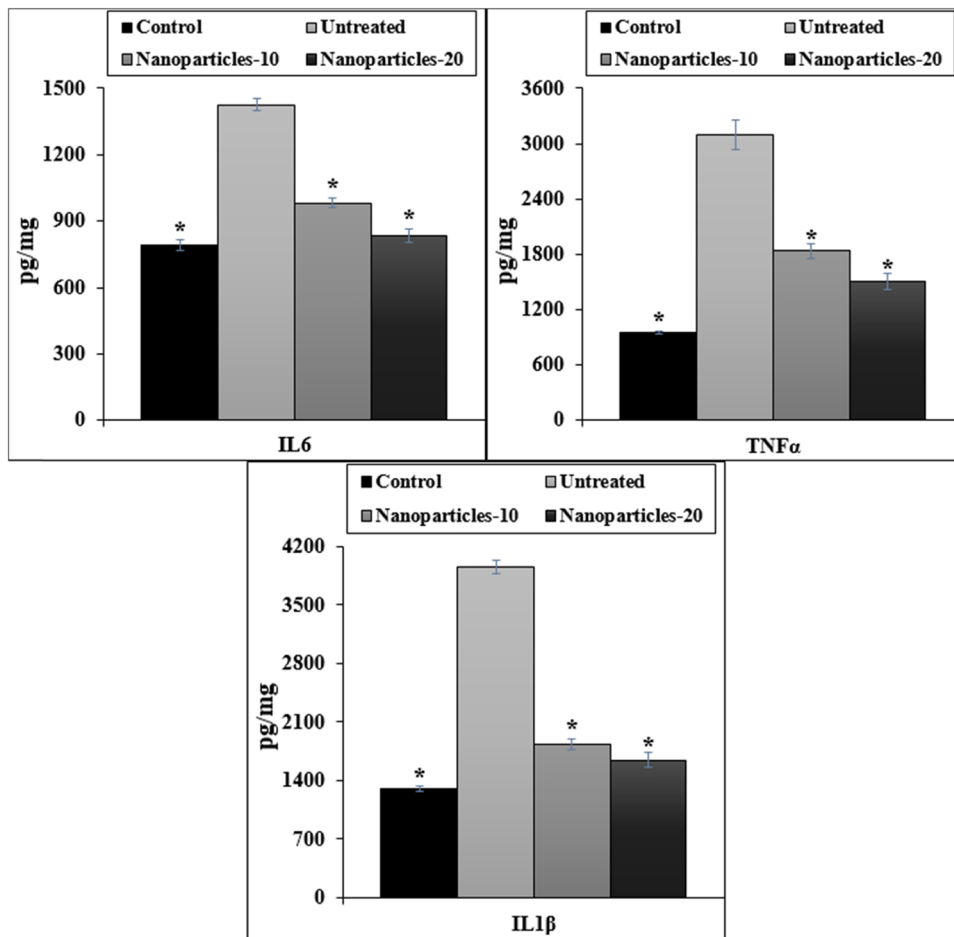 Control Untreated
Nanoparticles-10 Nanoparticles-20
1500
1200
900
600
300
0
pg/mg
*
*
*
IL6
Control Untreated
Nanoparticles-10 Nanoparticles-20
3600
3000
2400
1800
1200
600
0
pg/mg
*
*
*
TNFα
Control Untreated
Nanoparticles-10 Nanoparticles-20
4200
3500
2800
2100
1400
700
0
pg/mg
*
*
*
IL1β